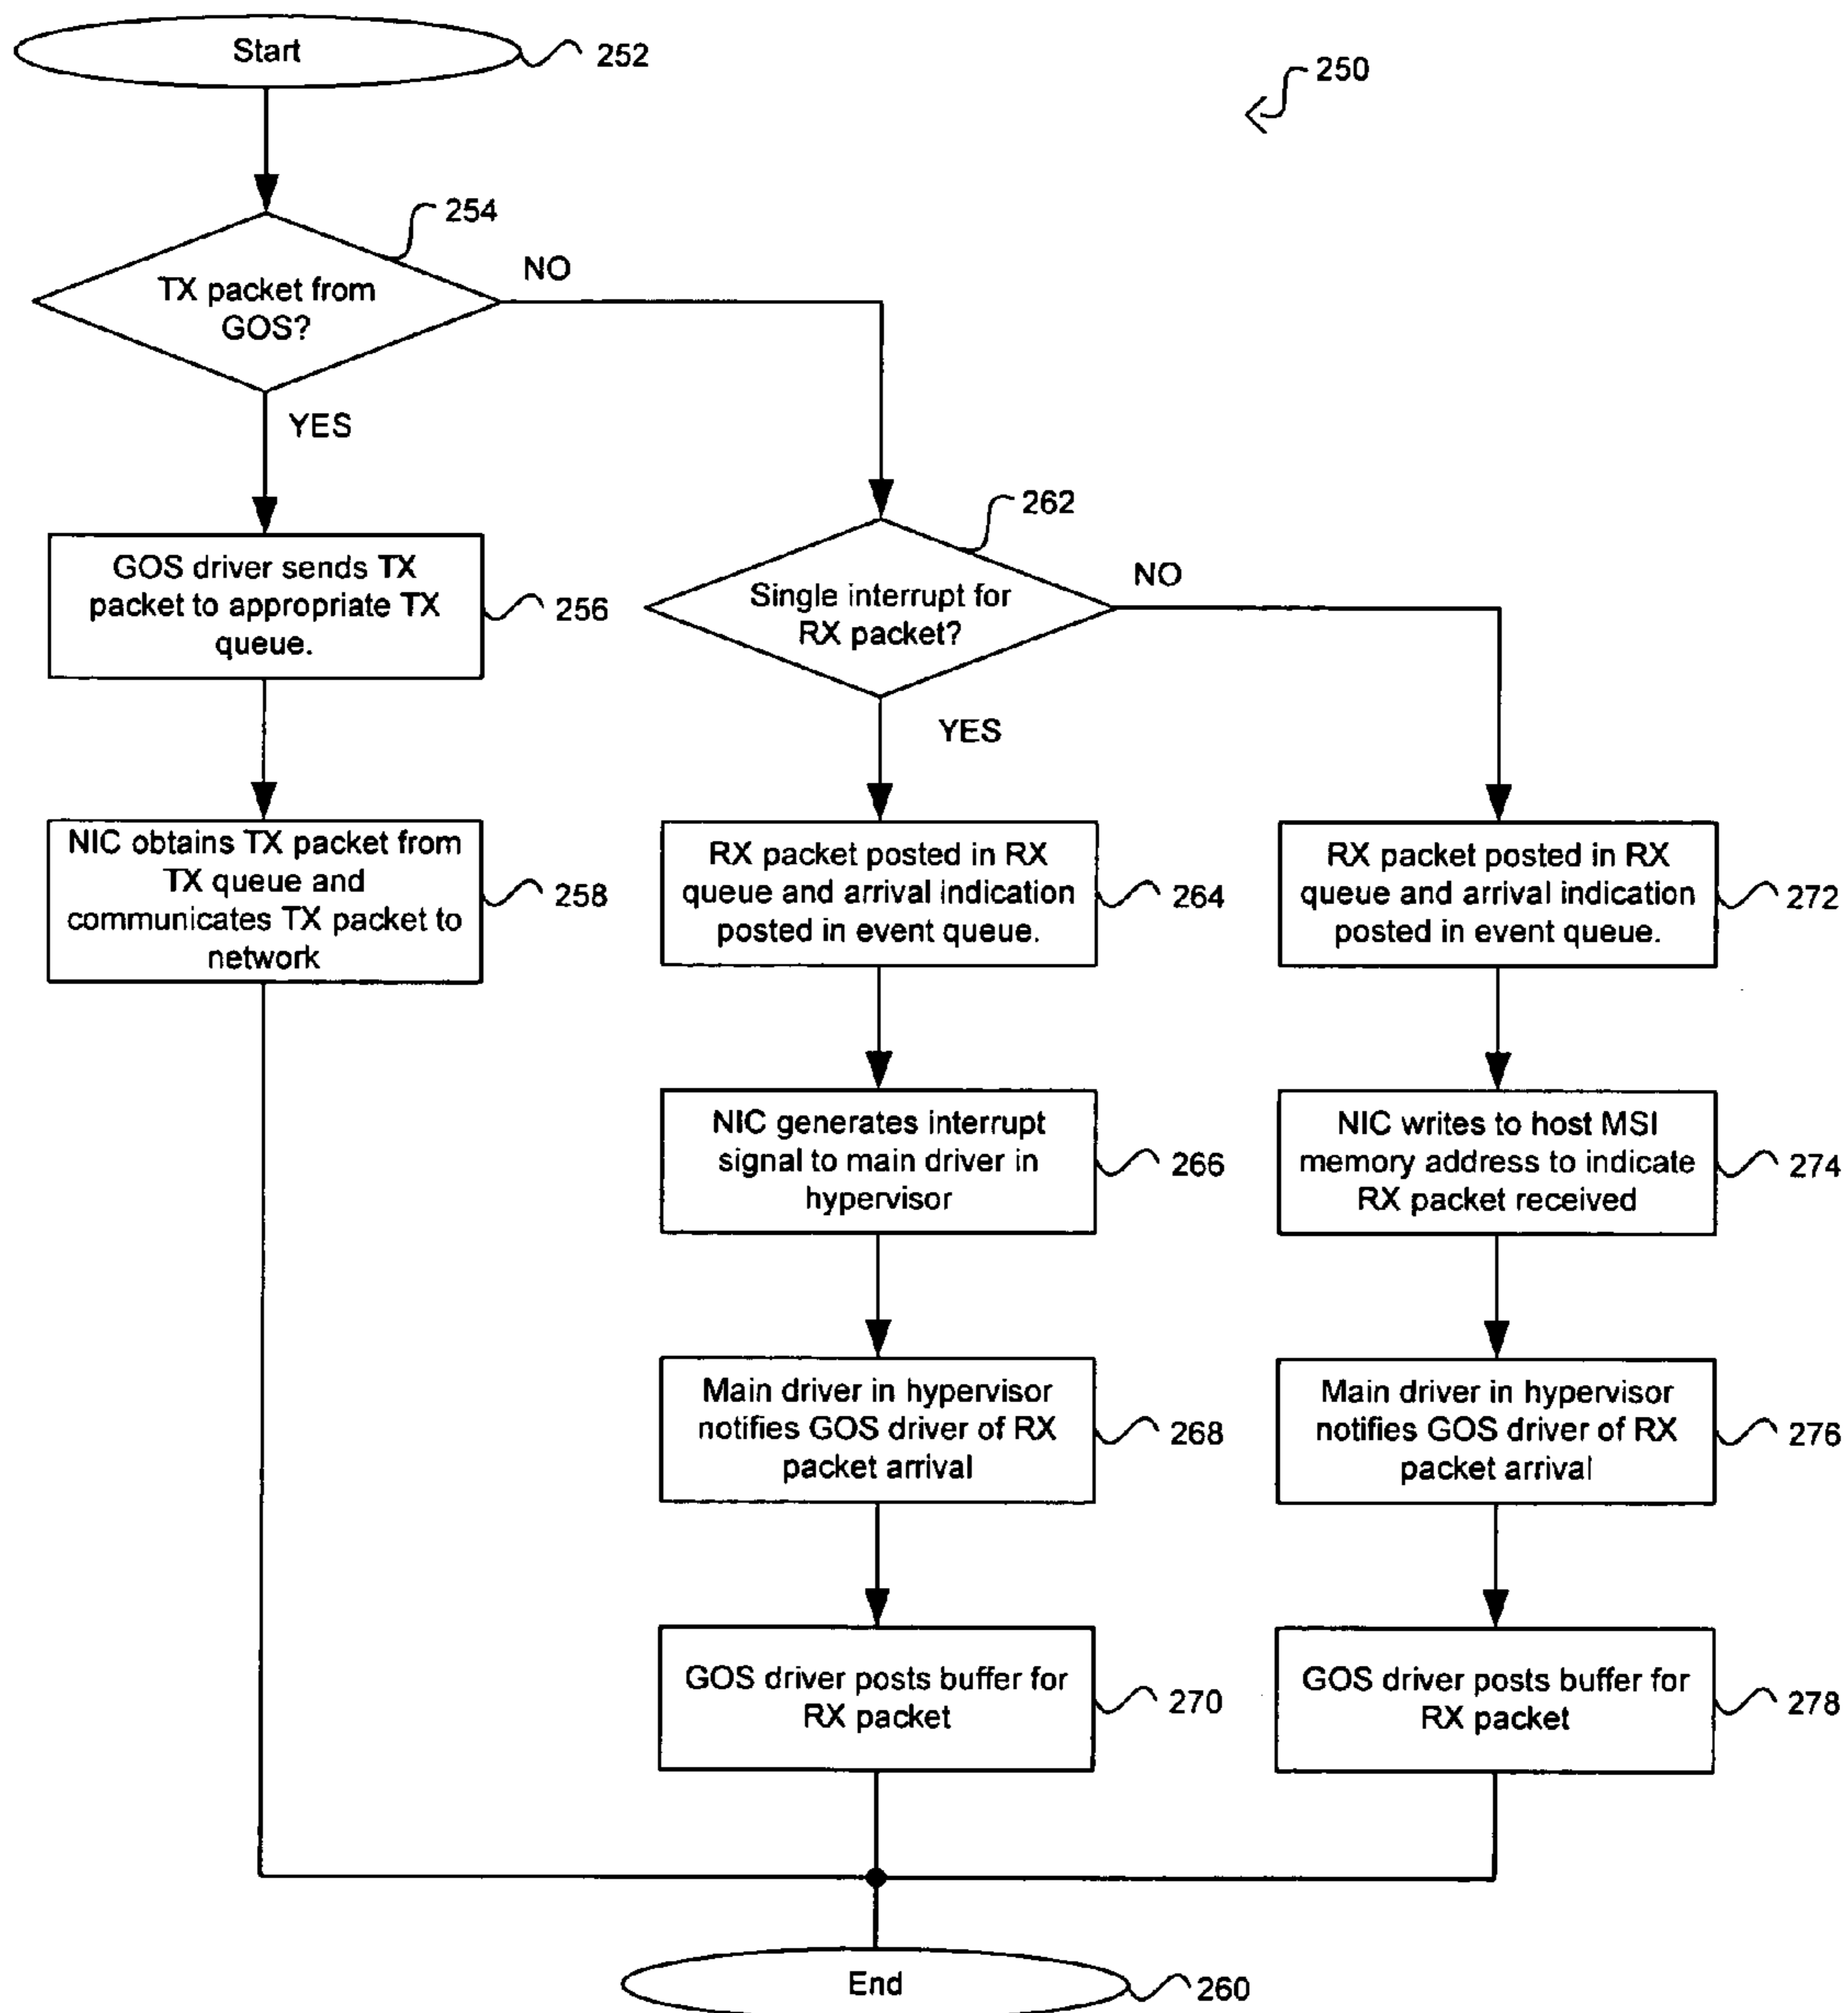 Start
252
250
254
TX packet from
GOS?
NO
YES
262
Single interrupt for
RX packet?
NO
YES
GOS driver sends TX
packet to appropriate TX
queue.
256
NIC obtains TX packet from
TX queue and
communicates TX packet to
network
258
RX packet posted in RX
queue and arrival indication
posted in event queue.
264
RX packet posted in RX
queue and arrival indication
posted in event queue.
272
NIC generates interrupt
signal to main driver in
hypervisor
266
NIC writes to host MSI
memory address to indicate
RX packet received
274
Main driver in hypervisor
notifies GOS driver of RX
packet arrival
268
Main driver in hypervisor
notifies GOS driver of RX
packet arrival
276
GOS driver posts buffer for
RX packet
270
GOS driver posts buffer for
RX packet
278
End
260